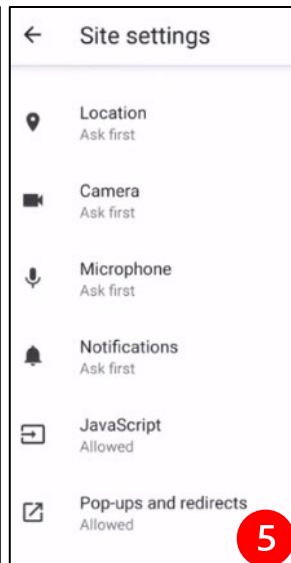 Site settings
Location
Ask first
Camera
Ask first
Microphone
Ask first
Notifications
Ask first
JavaScript
Allowed
Pop-ups and redirects
Allowed
5